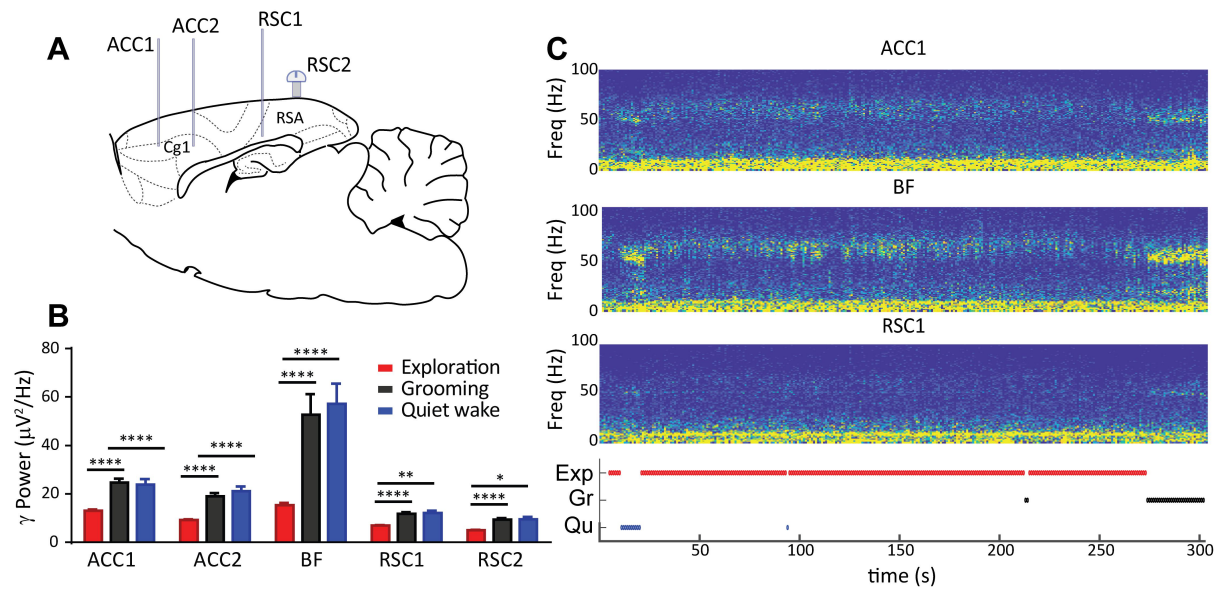 A
ACC1
ACC2
RSC1
RSC2
RSA
Cg1
B
γ Power (μV²/Hz)
80
60
40
20
0
**** **** **** **** **** **** **** ** **** *
Exploration
Grooming
Quiet wake
ACC1 ACC2 BF RSC1 RSC2
C
ACC1
Freq (Hz)
100
50
0
BF
Freq (Hz)
100
50
0
RSC1
Freq (Hz)
100
50
0
Exp
Gr
Qu
50 100 150 200 250 300
time (s)